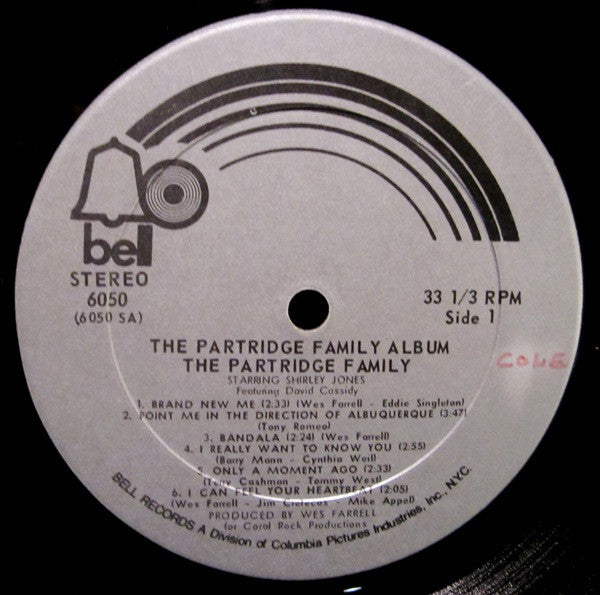 bell
STEREO
6050
(6050 SA)
33 1/3 RPM
Side 1
THE PARTRIDGE FAMILY ALBUM
THE PARTRIDGE FAMILY
COLE
STARRING SHIRLEY JONES
Featuring David Cassidy
1. BRAND NEW ME (2:33) (Wes Farrell - Eddie Singleton)
2. POINT ME IN THE DIRECTION OF ALBUQUERQUE (3:47)
(Tony Romeo)
3. BANDALA (2:24) (Wes Farrell)
4. I REALLY WANT TO KNOW YOU (2:55)
(Barry Mann - Cynthia Weil)
5. ONLY A MOMENT AGO (2:33)
(Terry Cashman - Tommy West)
6. I CAN FEEL YOUR HEARTBEAT (2:05)
(Wes Farrell - Jim Cretecos - Mike Appel)
PRODUCED BY WES FARRELL
for Coral Rock Productions
BELL RECORDS A Division of Columbia Pictures Industries, Inc., N.Y.C.